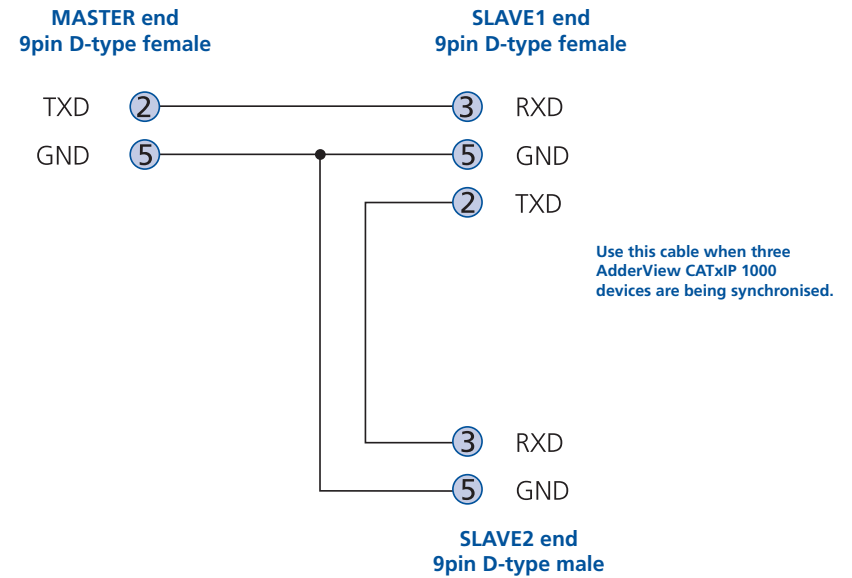 MASTER end
9pin D-type female
SLAVE1 end
9pin D-type female
TXD 2 3 RXD
GND 5 5 GND
2 TXD
Use this cable when three
AdderView CATxIP 1000
devices are being synchronised.
3 RXD
5 GND
SLAVE2 end
9pin D-type male